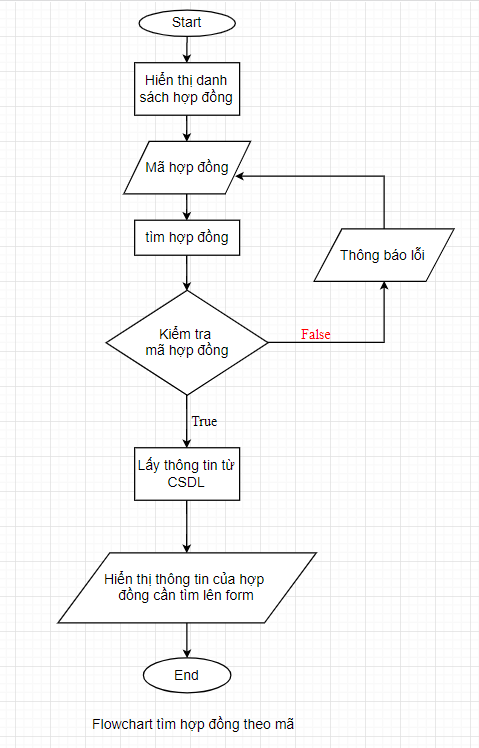 Start
Hiển thị danh
sách hợp đồng
Mã hợp đồng
tìm hợp đồng
Thông báo lỗi
Kiểm tra
mã hợp đồng
False
True
Lấy thông tin từ
CSDL
Hiển thị thông tin của hợp
đồng cần tìm lên form
End
Flowchart tìm hợp đồng theo mã